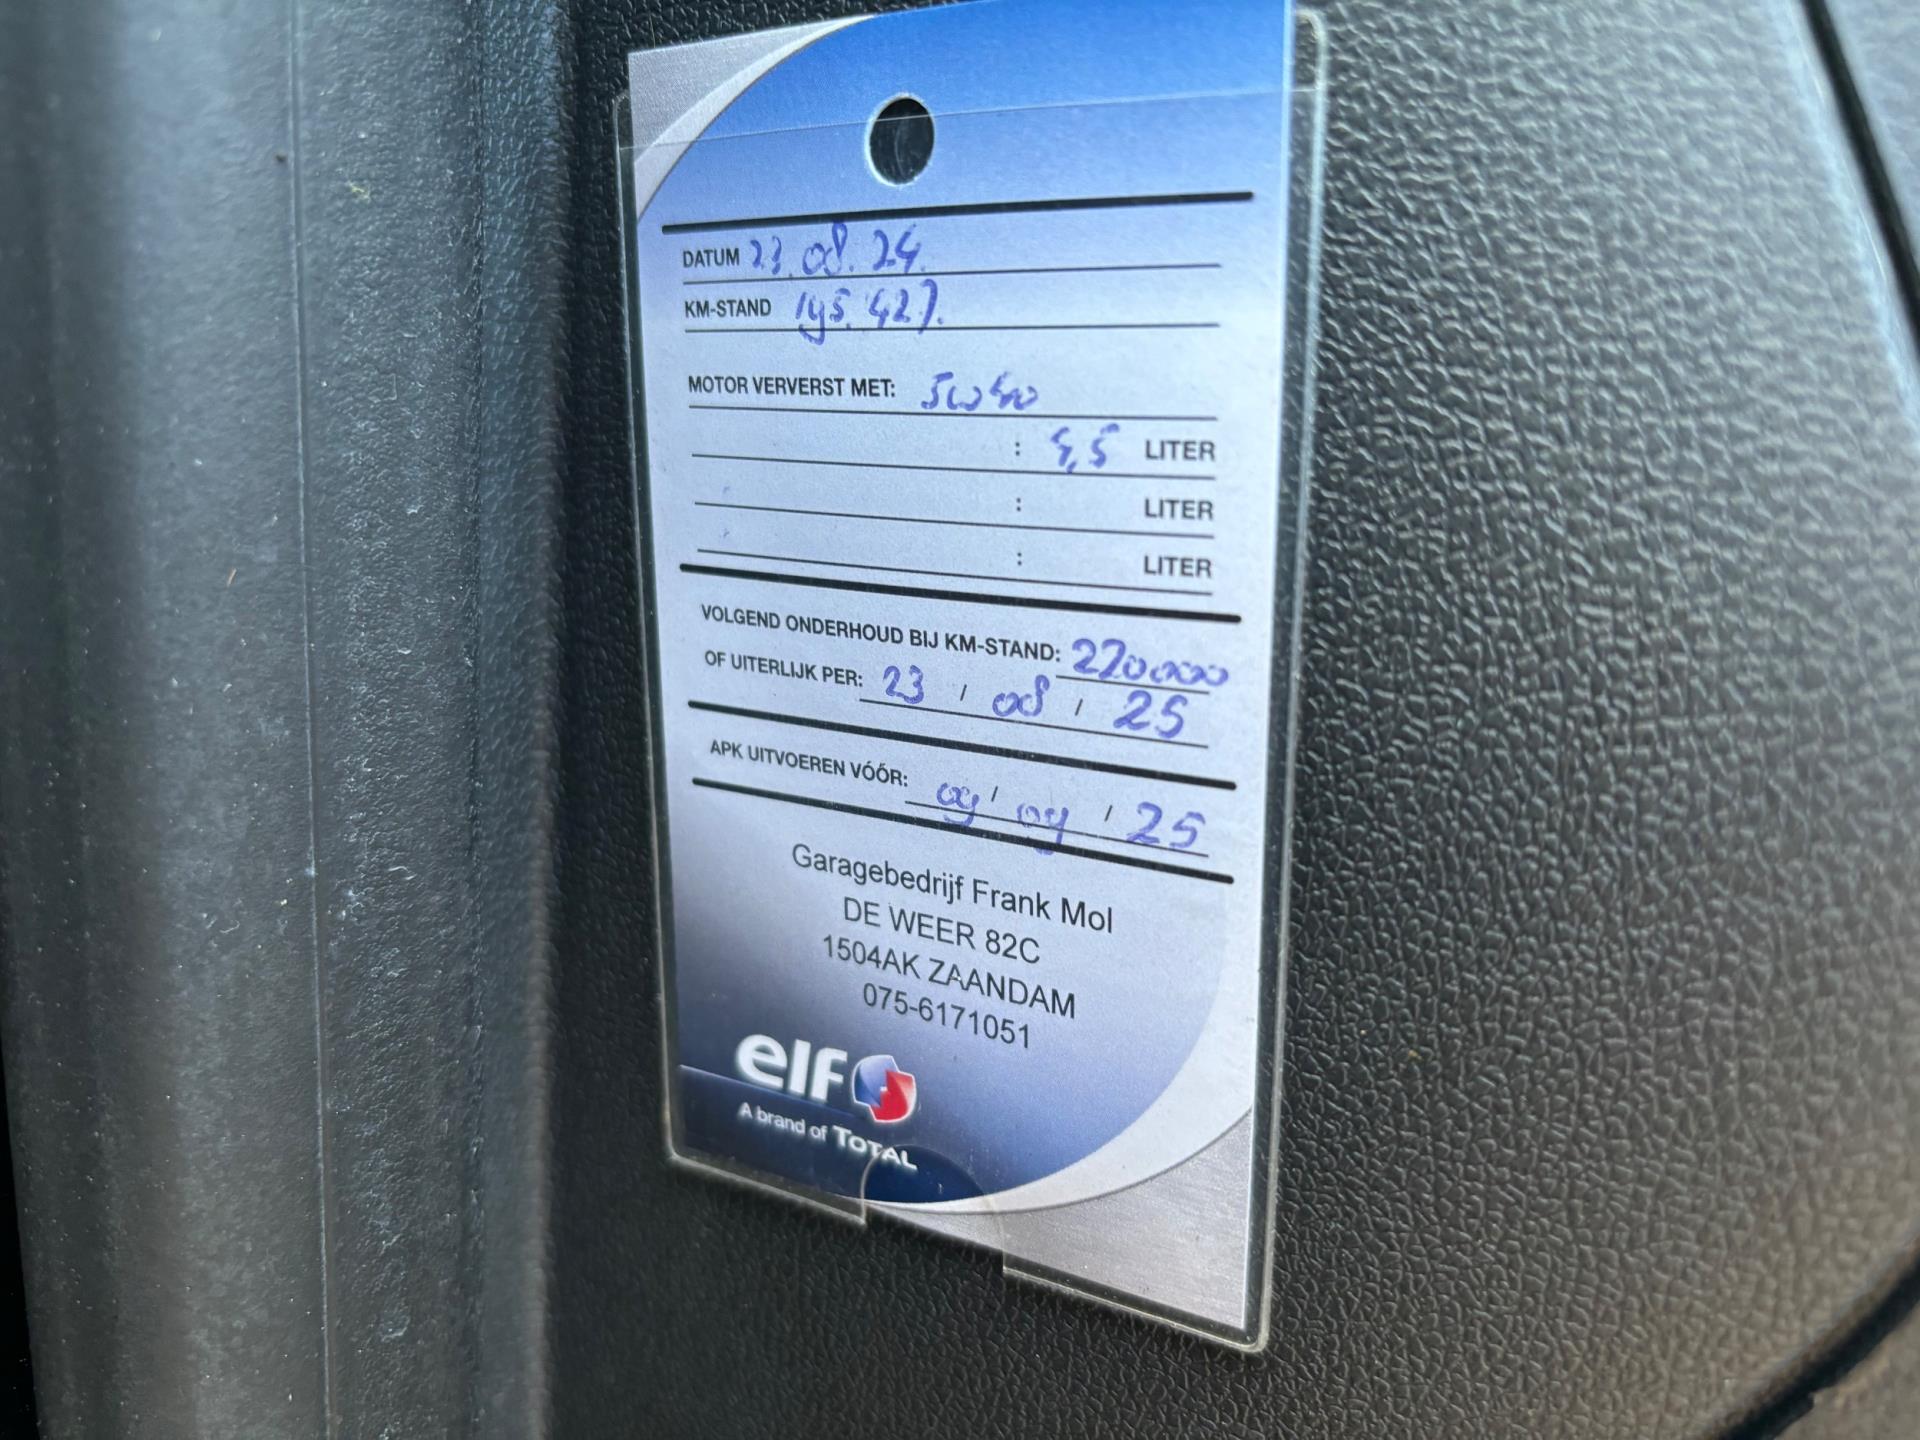 DATUM 23.08.24.
KM-STAND 195.427.
MOTOR VERVERST MET: 5W40
: 4,5 LITER
: LITER
: LITER
VOLGEND ONDERHOUD BIJ KM-STAND: 220000
OF UITERLIJK PER: 23 / 08 / 25
APK UITVOEREN VÓÓR: 09 / 09 / 25
Garagebedrijf Frank Mol
DE WEER 82C
1504AK ZAANDAM
075-6171051
elf
A brand of TOTAL